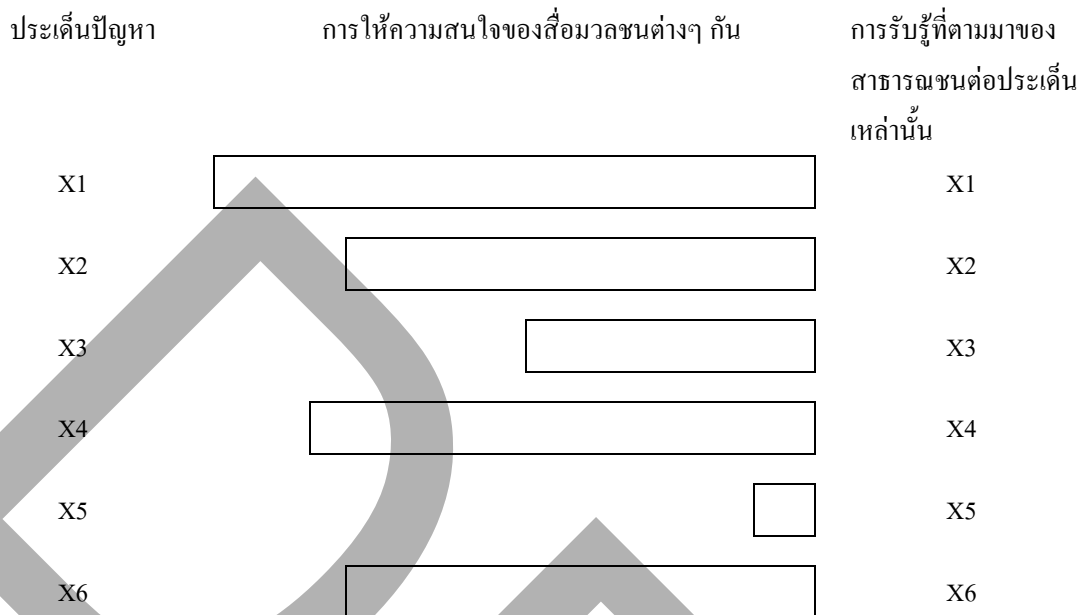 ประเด็นปัญหา การให้ความสนใจของสื่อมวลชนต่างๆ กัน การรับรู้ที่ตามมาของ
สาธารณชนต่อประเด็น
เหล่านั้น
X1 X1
X2 X2
X3 X3
X4 X4
X5 X5
X6 X6